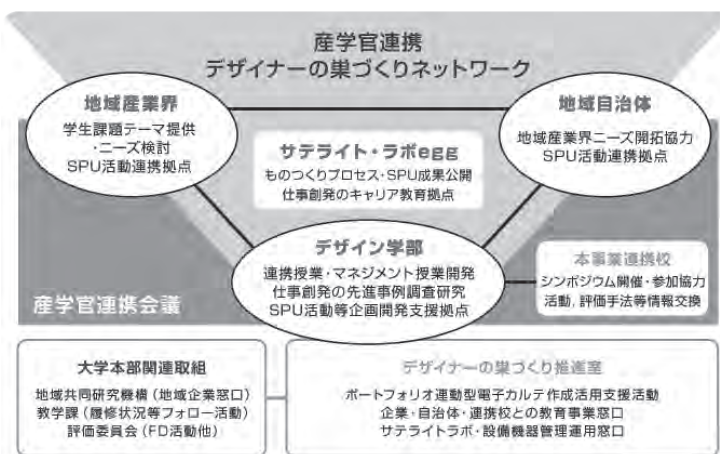 産学官連携
デザイナーの巣づくりネットワーク
地域産業界
学生課題テーマ提供
・ニーズ検討
SPU活動連携拠点
地域自治体
地域産業界ニーズ開拓協力
SPU活動連携拠点
サテライト・ラボegg
ものつくりプロセス・SPU成果公開
仕事創発のキャリア教育拠点
デザイン学部
連携授業・マネジメント授業開発
仕事創発の先進事例調査研究
SPU活動等企画開発支援拠点
本事業連携校
シンポジウム開催・参加協力
活動，評価手法等情報交換
産学官連携会議
大学本部関連取組
地域共同研究機構（地域企業窓口）
教学課（履修状況等フォロー活動）
評価委員会（FD活動他）
デザイナーの巣づくり推進室
ポートフォリオ連動型電子カルテ作成活用支援活動
企業・自治体・連携校との教育事業窓口
サテライトラボ・設備機器管理運用窓口